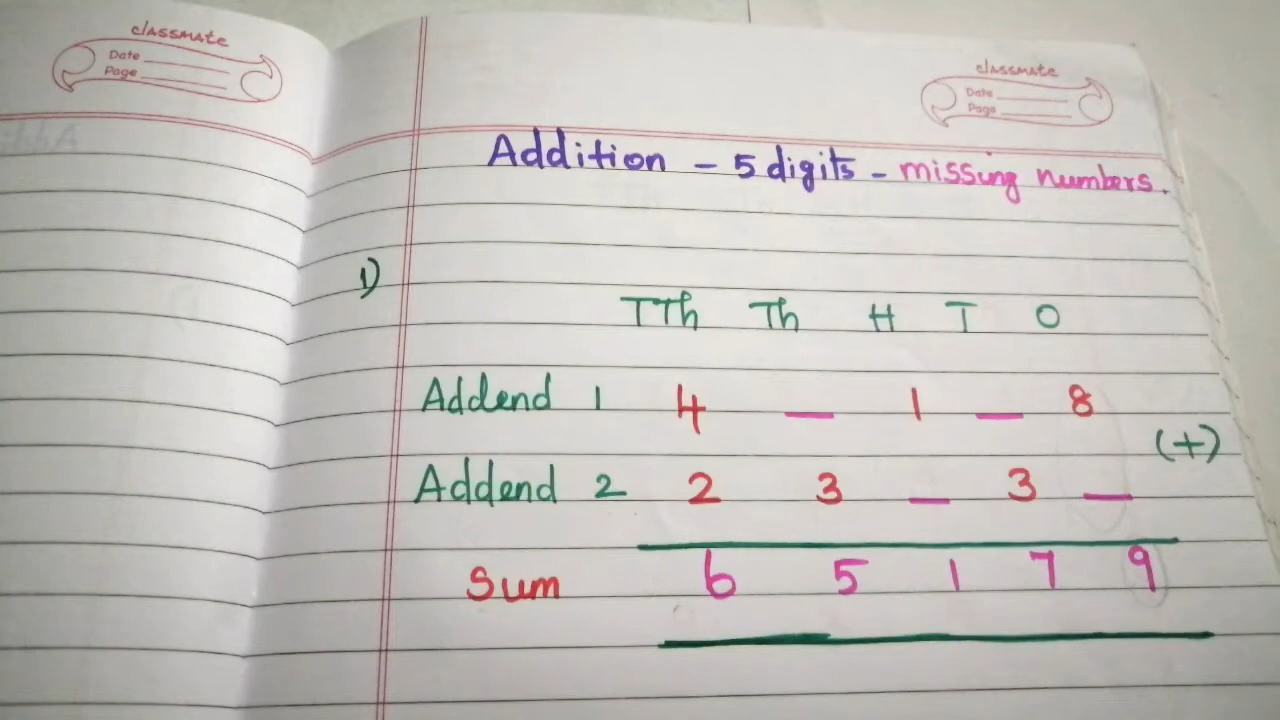 classmate
Date
Page
classmate
Date
Page
Addition - 5 digits - missing numbers.
1)
TTh Th H T O
Addend 1 4 _ 1 _ 8
(+)
Addend 2 2 3 _ 3 _
Sum 6 5 1 7 9